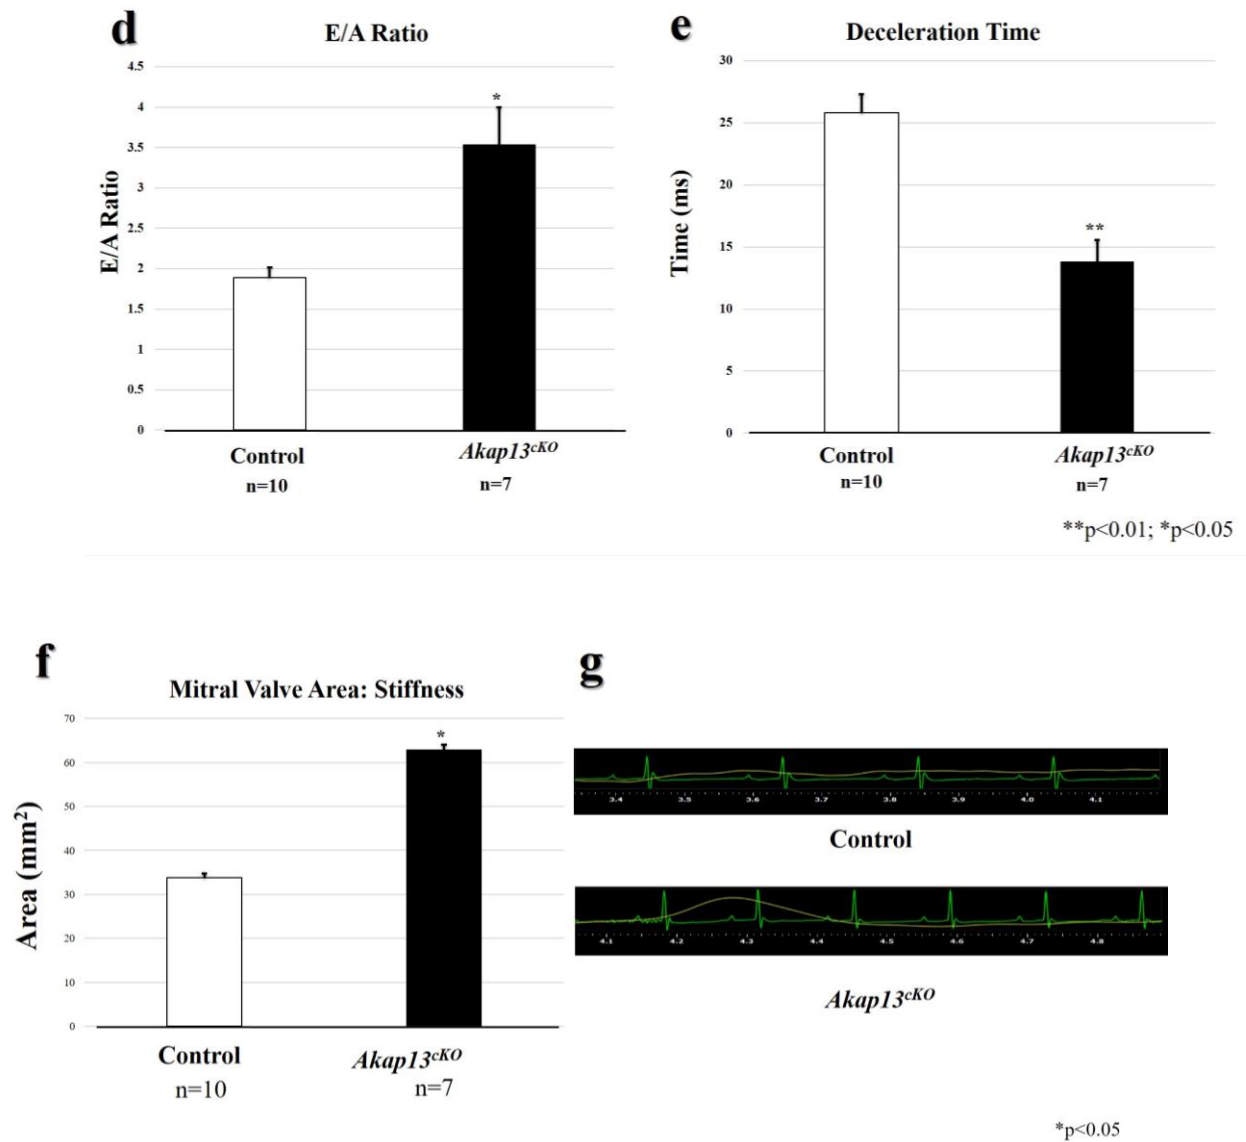 d
E/A Ratio
4.5
4
3.5
3
2.5
2
1.5
1
0.5
0
E/A Ratio
*
Control
n=10
Akap13cKO
n=7
e
Deceleration Time
30
25
20
15
10
5
0
Time (ms)
**
Control
n=10
Akap13cKO
n=7
**p<0.01; *p<0.05
f
Mitral Valve Area: Stiffness
70
60
50
40
30
20
10
0
Area (mm2)
*
Control
n=10
Akap13cKO
n=7
g
3.4 3.5 3.6 3.7 3.8 3.9 4.0 4.1
Control
4.1 4.2 4.3 4.4 4.5 4.6 4.7 4.8
Akap13cKO
*p<0.05